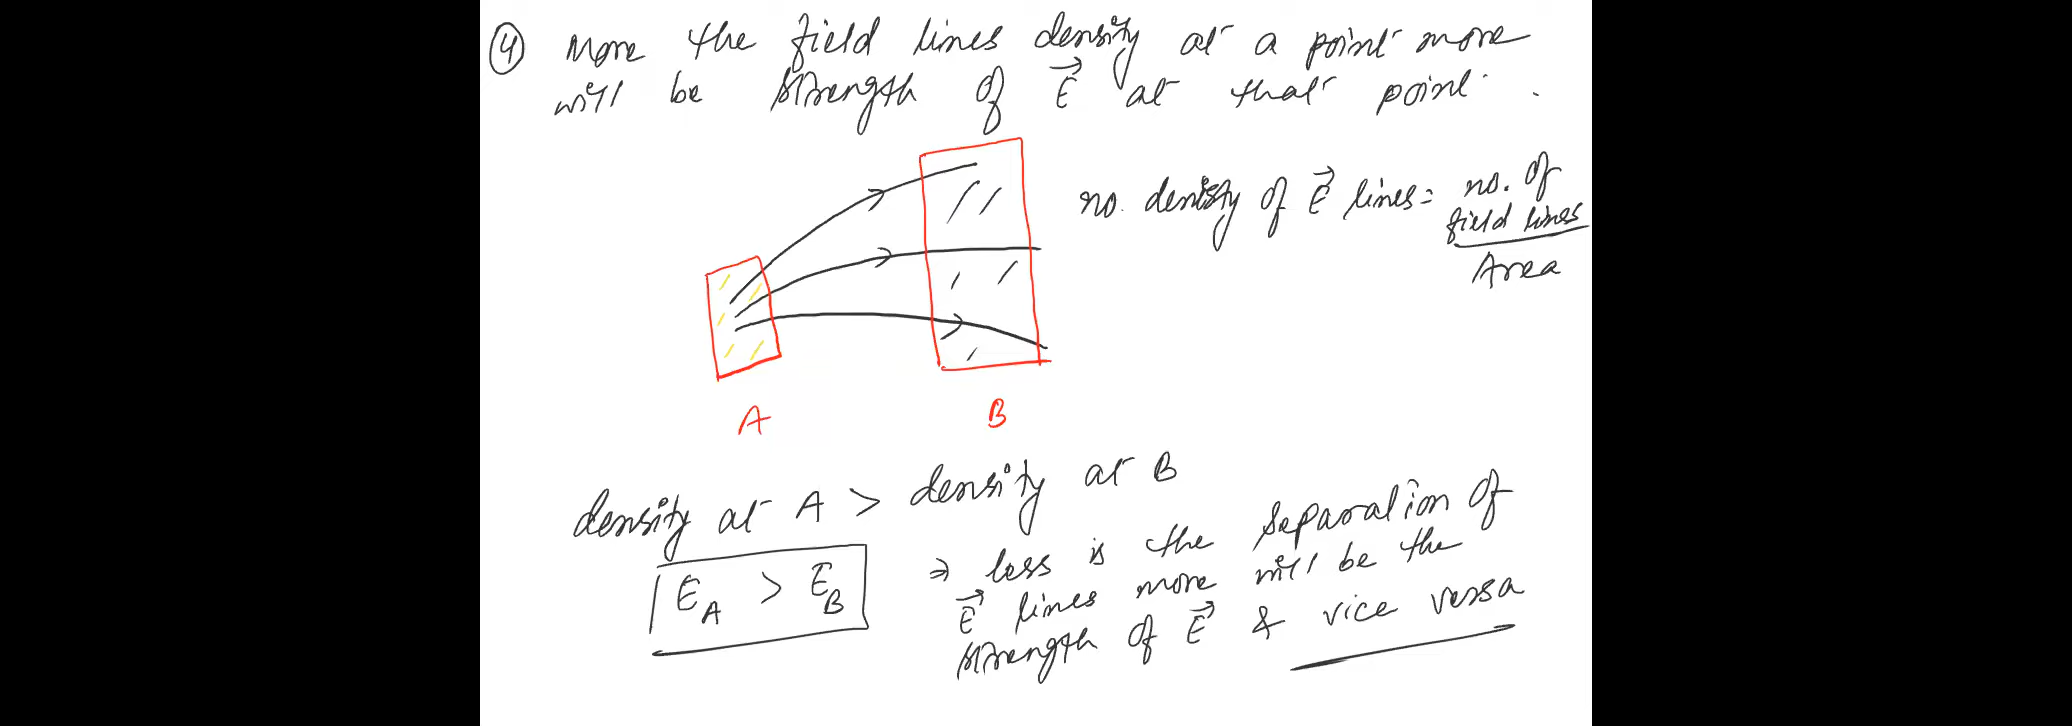 ④ More the field lines density at a point more
will be strength of E⃗ at that point.
no. density of E⃗ lines = no. of
field lines
Area
A
B
density at A > density at B
E_A > E_B
⇒ less is the separation of
E⃗ lines more will be the
strength of E⃗ & vice versa